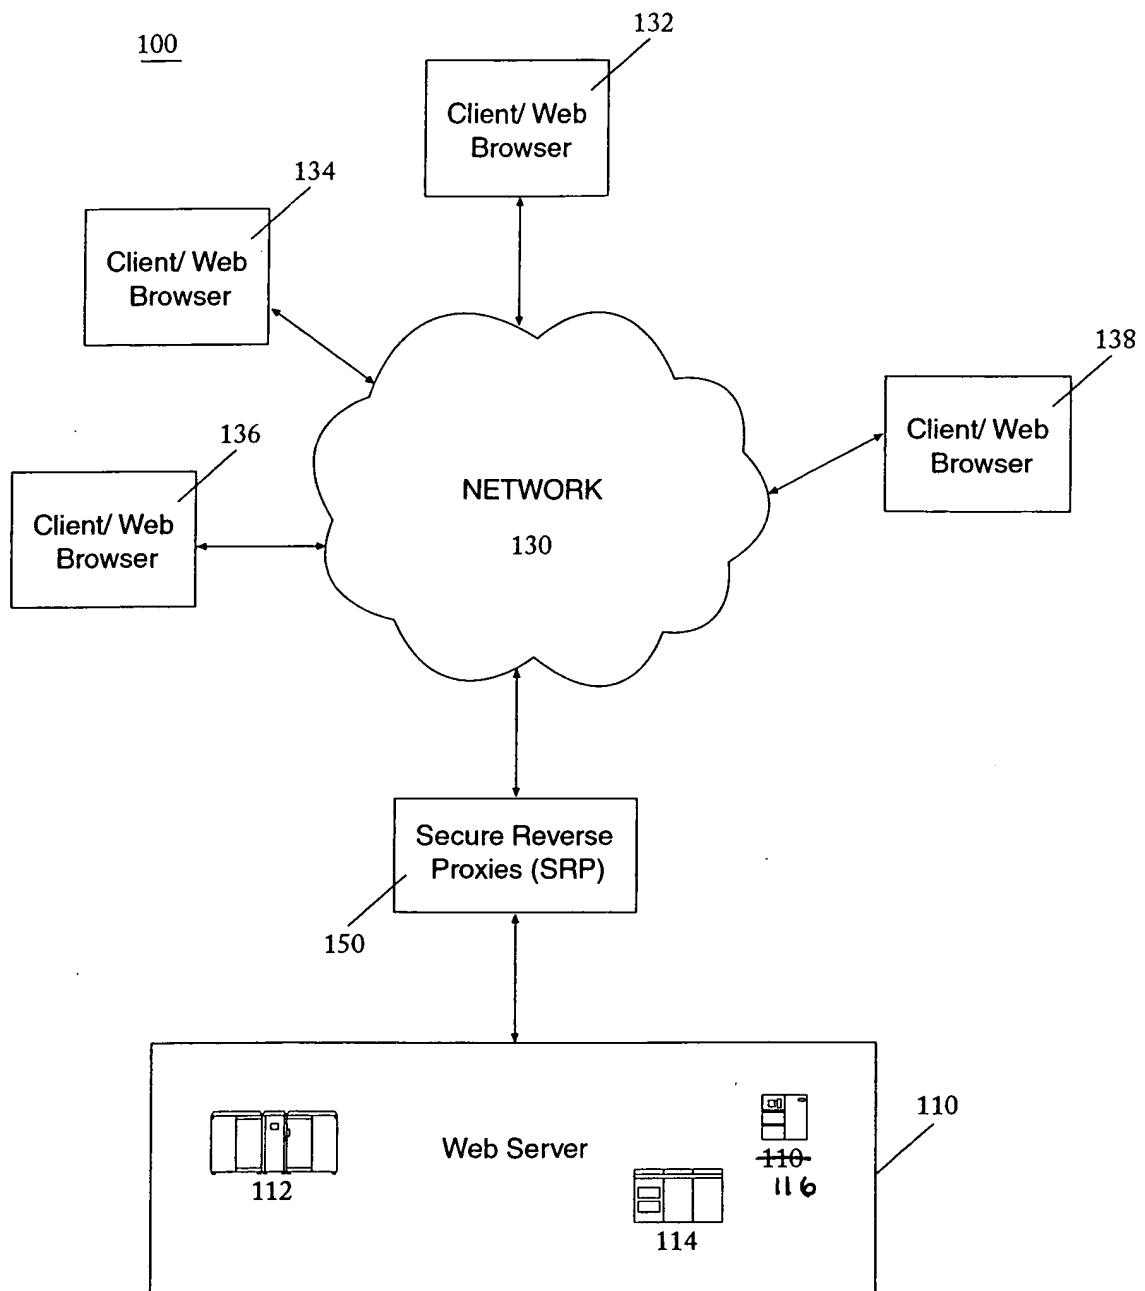 100
132
Client/ Web
Browser
134
Client/ Web
Browser
138
Client/ Web
Browser
136
Client/ Web
Browser
NETWORK
130
Secure Reverse
Proxies (SRP)
150
110
Web Server
112
110
116
114